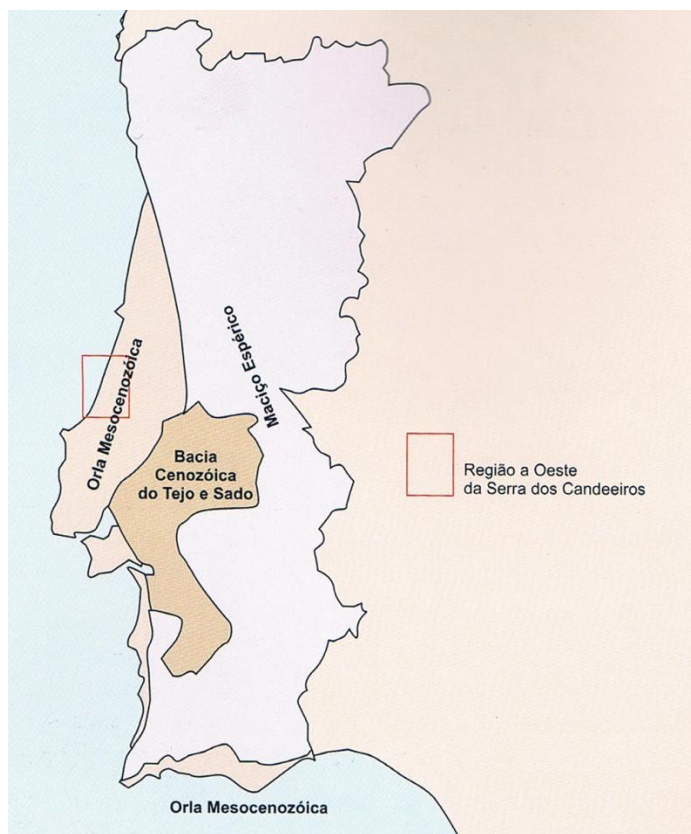 Maciço Espérico
Orla Mesocenozóica
Bacia
Cenozóica
do Tejo e Sado
Região a Oeste
da Serra dos Candeeiros
Orla Mesocenozóica